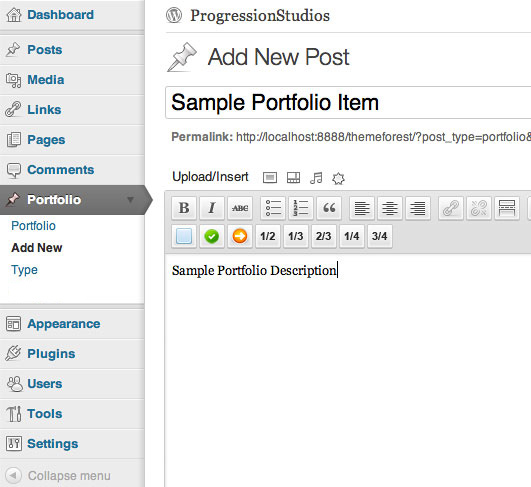 Dashboard
Posts
Media
Links
Pages
Comments
Portfolio
Portfolio
Add New
Type
Appearance
Plugins
Users
Tools
Settings
Collapse menu
ProgressionStudios
Add New Post
Sample Portfolio Item
Permalink: http://localhost:8888/themeforest/?post_type=portfolio&
Upload/Insert
B I ABC
1/2 1/3 2/3 1/4 3/4
Sample Portfolio Description